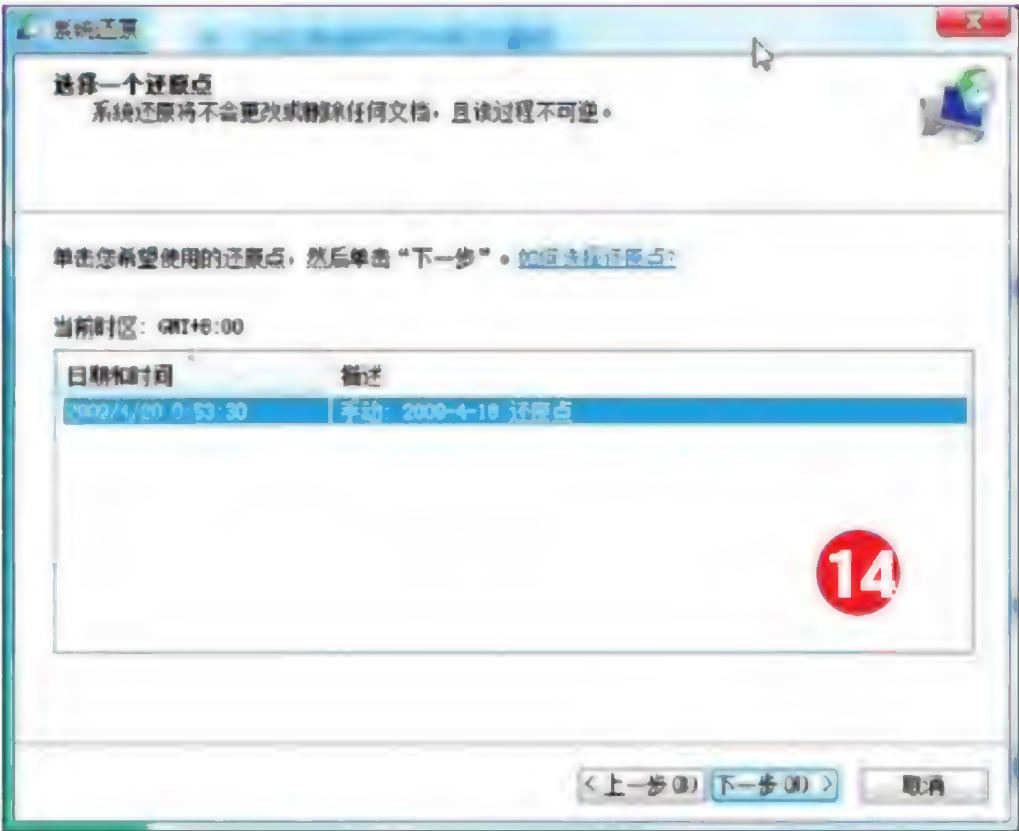 系统还原
选择一个还原点
系统还原将不会更改或删除任何文档，且该过程不可逆。
单击您希望使用的还原点，然后单击“下一步”。如何选择还原点?
当前时区: GMT+8:00
日期和时间 描述
2009/4/20 0:53:30 手动: 2009-4-18 还原点
14
<上一步(B) 下一步(N)> 取消